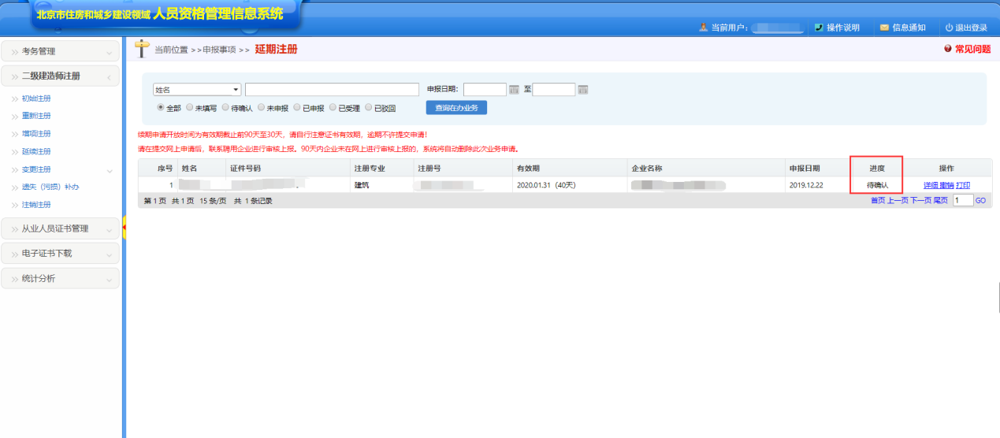 北京市住房和城乡建设领域 人员资格管理信息系统
当前用户： 操作说明 信息通知 退出登录
考务管理
二级建造师注册
初始注册
重新注册
增项注册
延续注册
变更注册
遗失（污损）补办
注销注册
从业人员证书管理
电子证书下载
统计分析
当前位置 >>申报事项 >> 延期注册
常见问题
姓名 申报日期： 至
全部 未填写 待确认 未申报 已申报 已受理 已驳回 查询在办业务
续期申请开放时间为有效期截止前90天至30天，请自行注意证书有效期，逾期不许提交申请！
请在提交网上申请后，联系聘用企业进行审核上报。90天内企业未在网上进行审核上报的，系统将自动删除此次业务申请。
序号 姓名 证件号码 注册专业 注册号 有效期 企业名称 申报日期 进度 操作
1 建筑 2020.01.31（40天） 2019.12.22 待确认 详细 撤销 打印
第 1 页 共 1 页 15 条/页 共 1 条记录 首页 上一页 下一页 尾页 1 GO